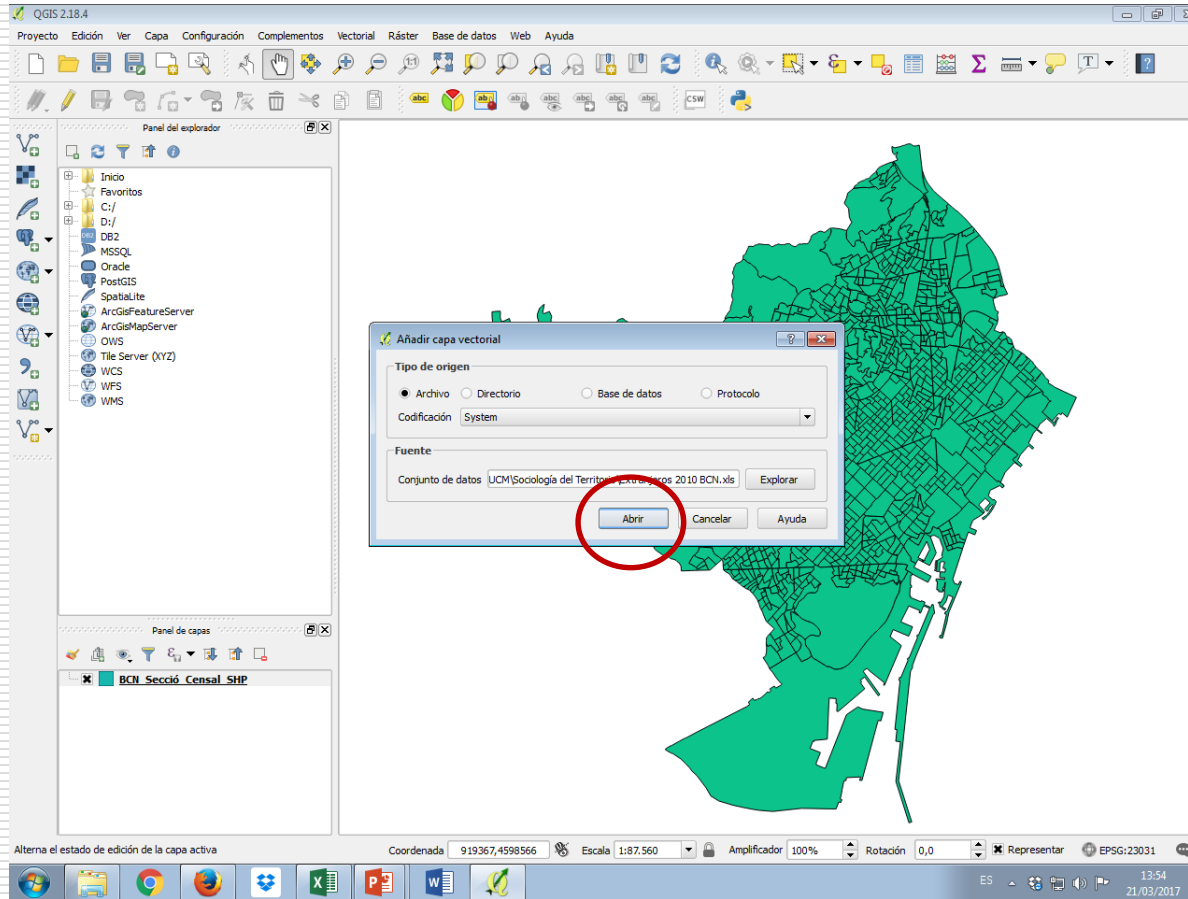 QGIS 2.18.4
Proyecto Edición Ver Capa Configuración Complementos Vectorial Ráster Base de datos Web Ayuda
Panel del explorador
Inicio
Favoritos
C:/
D:/
DB2
MSSQL
Oracle
PostGIS
SpatiaLite
ArcGisFeatureServer
ArcGisMapServer
OWS
Tile Server (XYZ)
WCS
WFS
WMS
Añadir capa vectorial
Tipo de origen
Archivo Directorio Base de datos Protocolo
Codificación System
Fuente
Conjunto de datos UCM\Sociología del Territorio\Extranjeros 2010 BCN.xls Explorar
Abrir Cancelar Ayuda
Panel de capas
BCN_Secció_Censal_SHP
Alterna el estado de edición de la capa activa Coordenada 919367,4598566 Escala 1:87.560 Amplificador 100% Rotación 0,0 Representar EPSG:23031
ES 13:54
21/03/2017